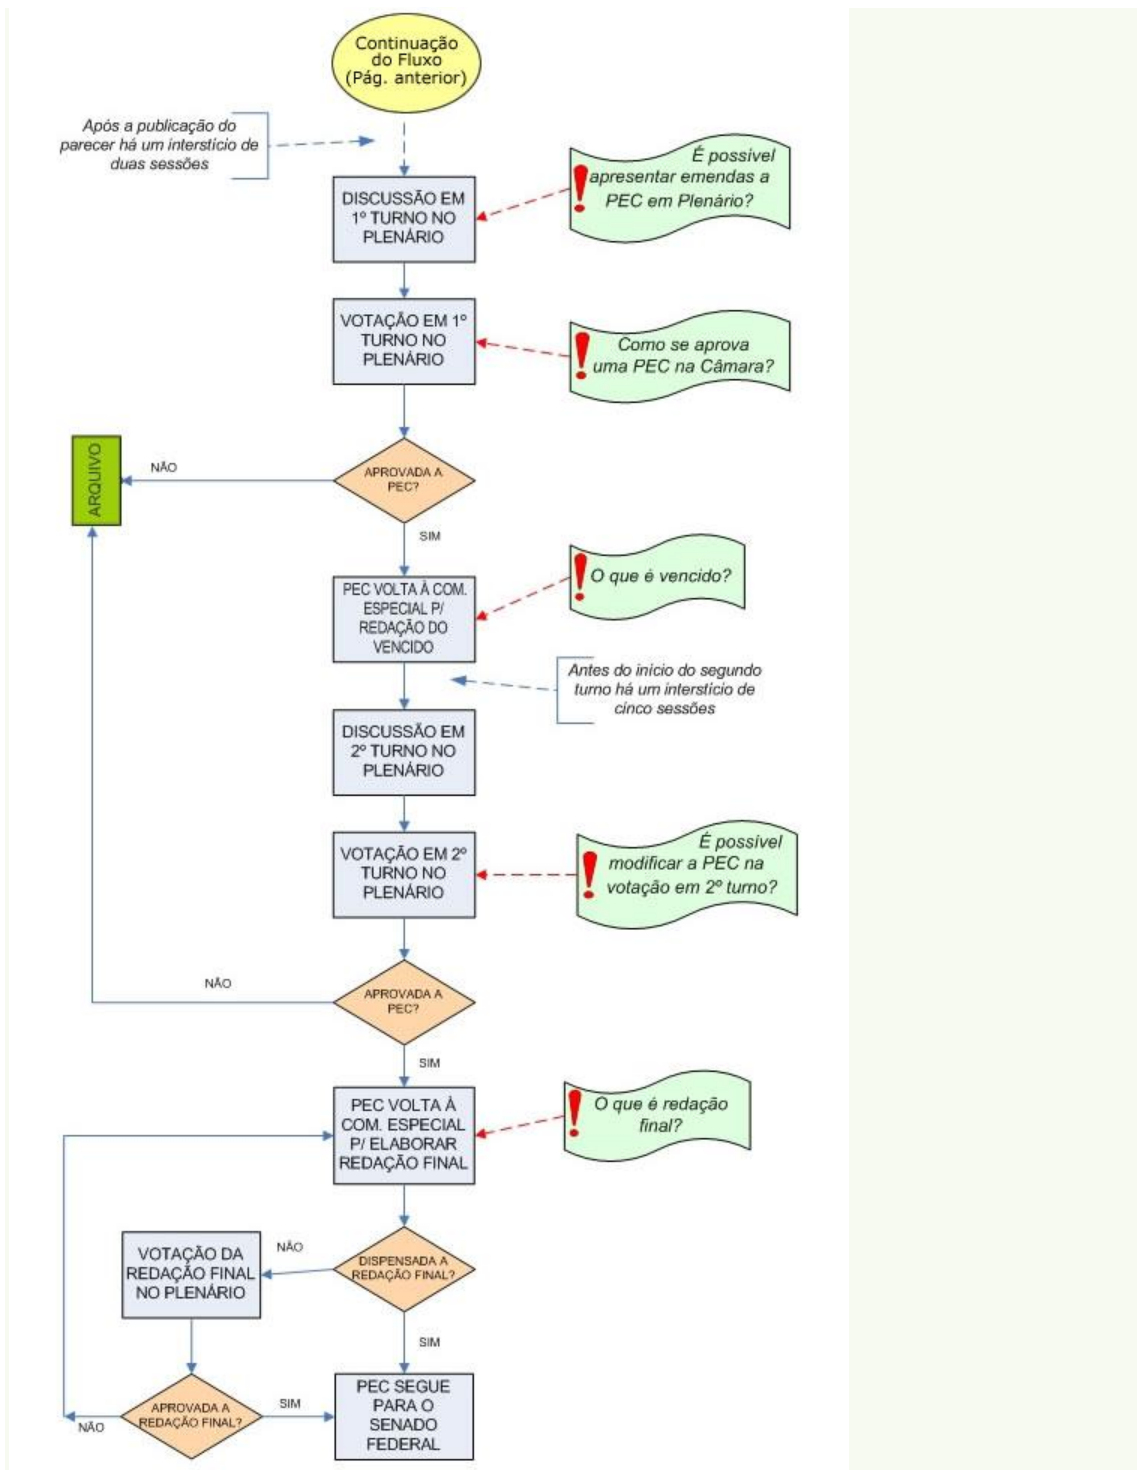 Continuação
do Fluxo
(Pág. anterior)
Após a publicação do
parecer há um interstício de
duas sessões
É possivel
apresentar emendas a
PEC em Plenário?
DISCUSSÃO EM
1º TURNO NO
PLENÁRIO
VOTAÇÃO EM 1º
TURNO NO
PLENÁRIO
Como se aprova
uma PEC na Câmara?
ARQUIVO
NÃO
APROVADA A
PEC?
SIM
O que é vencido?
PEC VOLTA À COM.
ESPECIAL P/
REDAÇÃO DO
VENCIDO
Antes do início do segundo
turno há um interstício de
cinco sessões
DISCUSSÃO EM
2º TURNO NO
PLENÁRIO
VOTAÇÃO EM 2º
TURNO NO
PLENÁRIO
É possível
modificar a PEC na
votação em 2º turno?
NÃO
APROVADA A
PEC?
SIM
PEC VOLTA À
COM. ESPECIAL
P/ ELABORAR
REDAÇÃO FINAL
O que é redação
final?
VOTAÇÃO DA
REDAÇÃO FINAL
NO PLENÁRIO
NÃO
DISPENSADA A
REDAÇÃO FINAL?
SIM
APROVADA A
REDAÇÃO FINAL?
NÃO
SIM
PEC SEGUE
PARA O
SENADO
FEDERAL